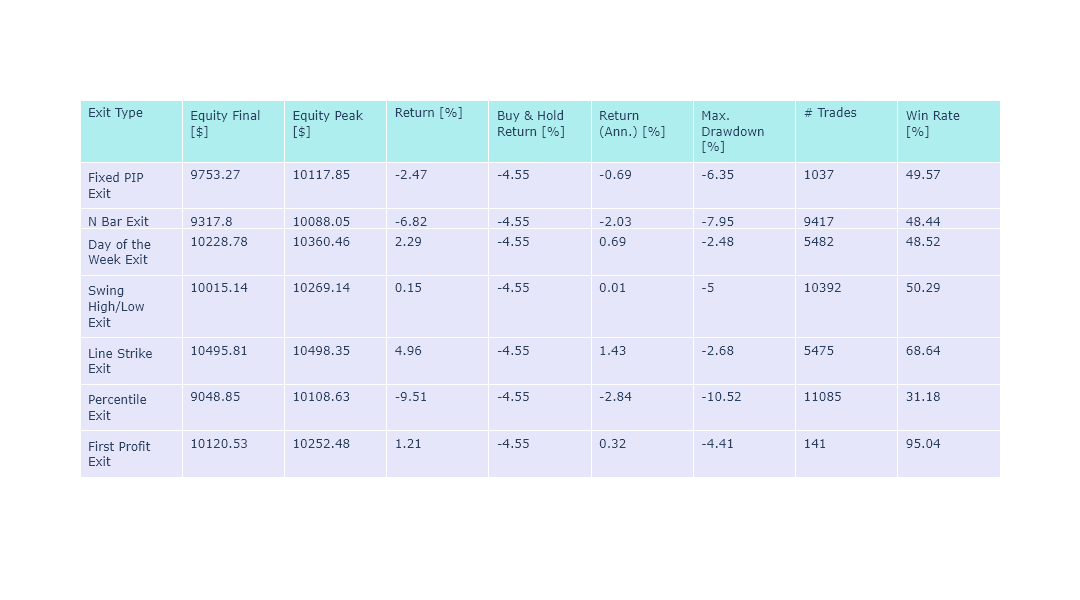 Exit Type Equity Final [$] Equity Peak [$] Return [%] Buy & Hold Return [%] Return (Ann.) [%] Max. Drawdown [%] # Trades Win Rate [%]
Fixed PIP Exit 9753.27 10117.85 -2.47 -4.55 -0.69 -6.35 1037 49.57
N Bar Exit 9317.8 10088.05 -6.82 -4.55 -2.03 -7.95 9417 48.44
Day of the Week Exit 10228.78 10360.46 2.29 -4.55 0.69 -2.48 5482 48.52
Swing High/Low Exit 10015.14 10269.14 0.15 -4.55 0.01 -5 10392 50.29
Line Strike Exit 10495.81 10498.35 4.96 -4.55 1.43 -2.68 5475 68.64
Percentile Exit 9048.85 10108.63 -9.51 -4.55 -2.84 -10.52 11085 31.18
First Profit Exit 10120.53 10252.48 1.21 -4.55 0.32 -4.41 141 95.04